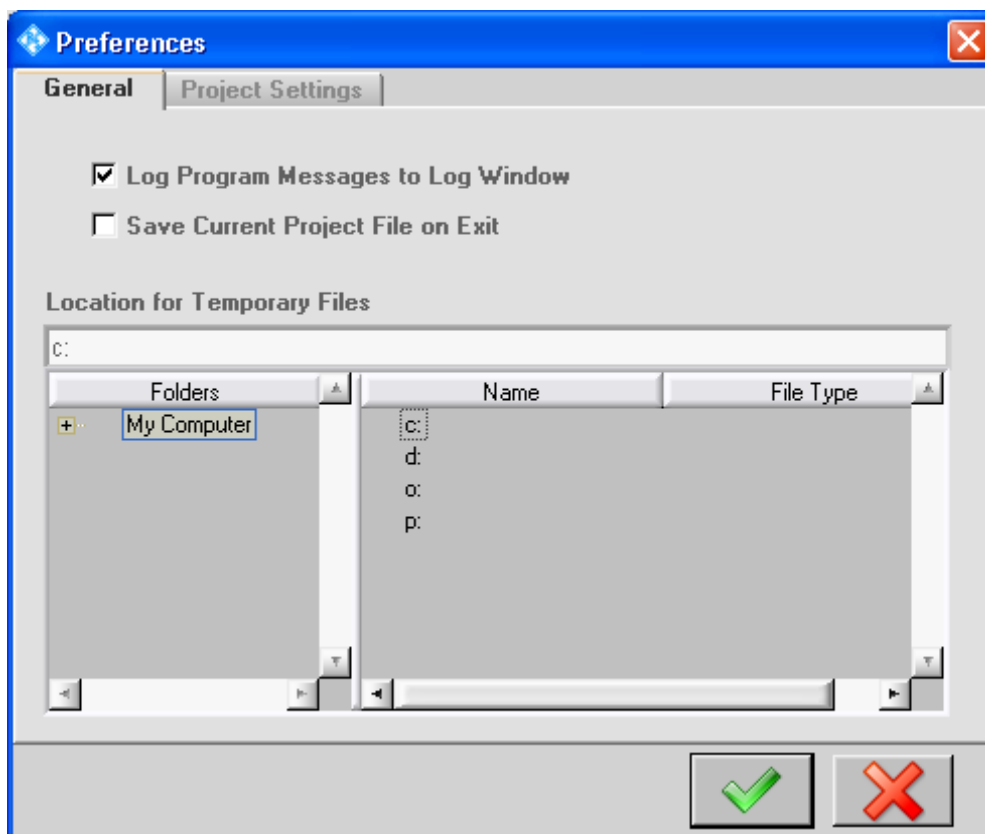 Preferences
General Project Settings
Log Program Messages to Log Window
Save Current Project File on Exit
Location for Temporary Files
c:
Folders Name File Type
My Computer c:
d:
o:
p: